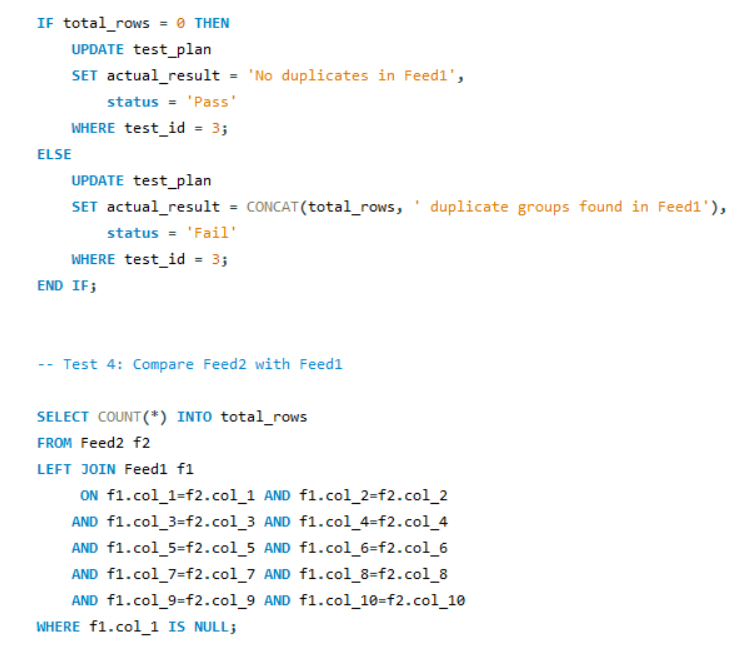 IF total_rows = 0 THEN
UPDATE test_plan
SET actual_result = 'No duplicates in Feed1',
status = 'Pass'
WHERE test_id = 3;
ELSE
UPDATE test_plan
SET actual_result = CONCAT(total_rows, ' duplicate groups found in Feed1'),
status = 'Fail'
WHERE test_id = 3;
END IF;
-- Test 4: Compare Feed2 with Feed1
SELECT COUNT(*) INTO total_rows
FROM Feed2 f2
LEFT JOIN Feed1 f1
ON f1.col_1=f2.col_1 AND f1.col_2=f2.col_2
AND f1.col_3=f2.col_3 AND f1.col_4=f2.col_4
AND f1.col_5=f2.col_5 AND f1.col_6=f2.col_6
AND f1.col_7=f2.col_7 AND f1.col_8=f2.col_8
AND f1.col_9=f2.col_9 AND f1.col_10=f2.col_10
WHERE f1.col_1 IS NULL;